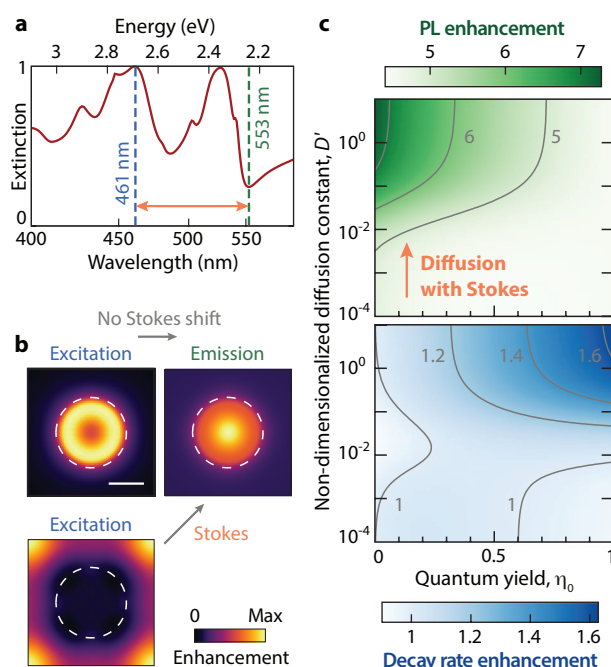 a
Energy (eV)
3 2.8 2.6 2.4 2.2
1
Extinction
0
461 nm
553 nm
400 450 500 550
Wavelength (nm)
No Stokes shift
b
Excitation Emission
Excitation
Stokes
0 Max
Enhancement
c
PL enhancement
5 6 7
Non-dimensionalized diffusion constant, D′
10⁰
10⁻²
10⁻⁴
6 5
Diffusion
with Stokes
10⁰
10⁻²
10⁻⁴
1.2 1.4 1.6
1 1
0 0.5 1
Quantum yield, η₀
1 1.2 1.4 1.6
Decay rate enhancement